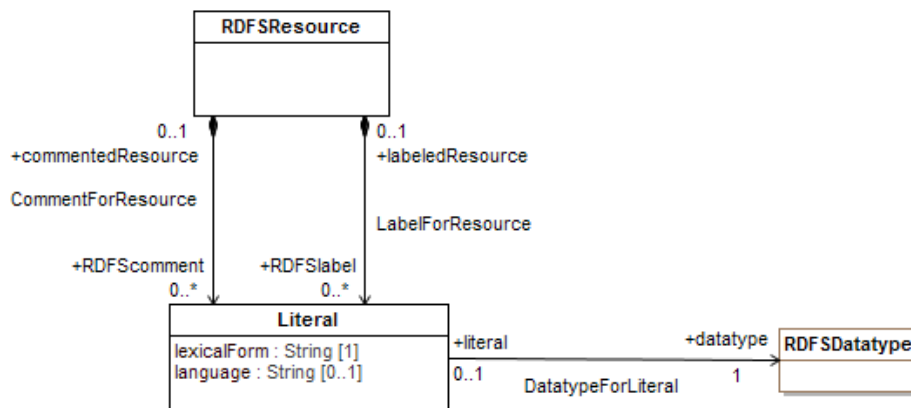 RDFSResource
0..1
0..1
+commentedResource
+labeledResource
CommentForResource
LabelForResource
+RDFScomment
+RDFSlabel
0..*
0..*
Literal
lexicalForm : String [1]
language : String [0..1]
+literal
+datatype
0..1
1
DatatypeForLiteral
RDFSDatatype